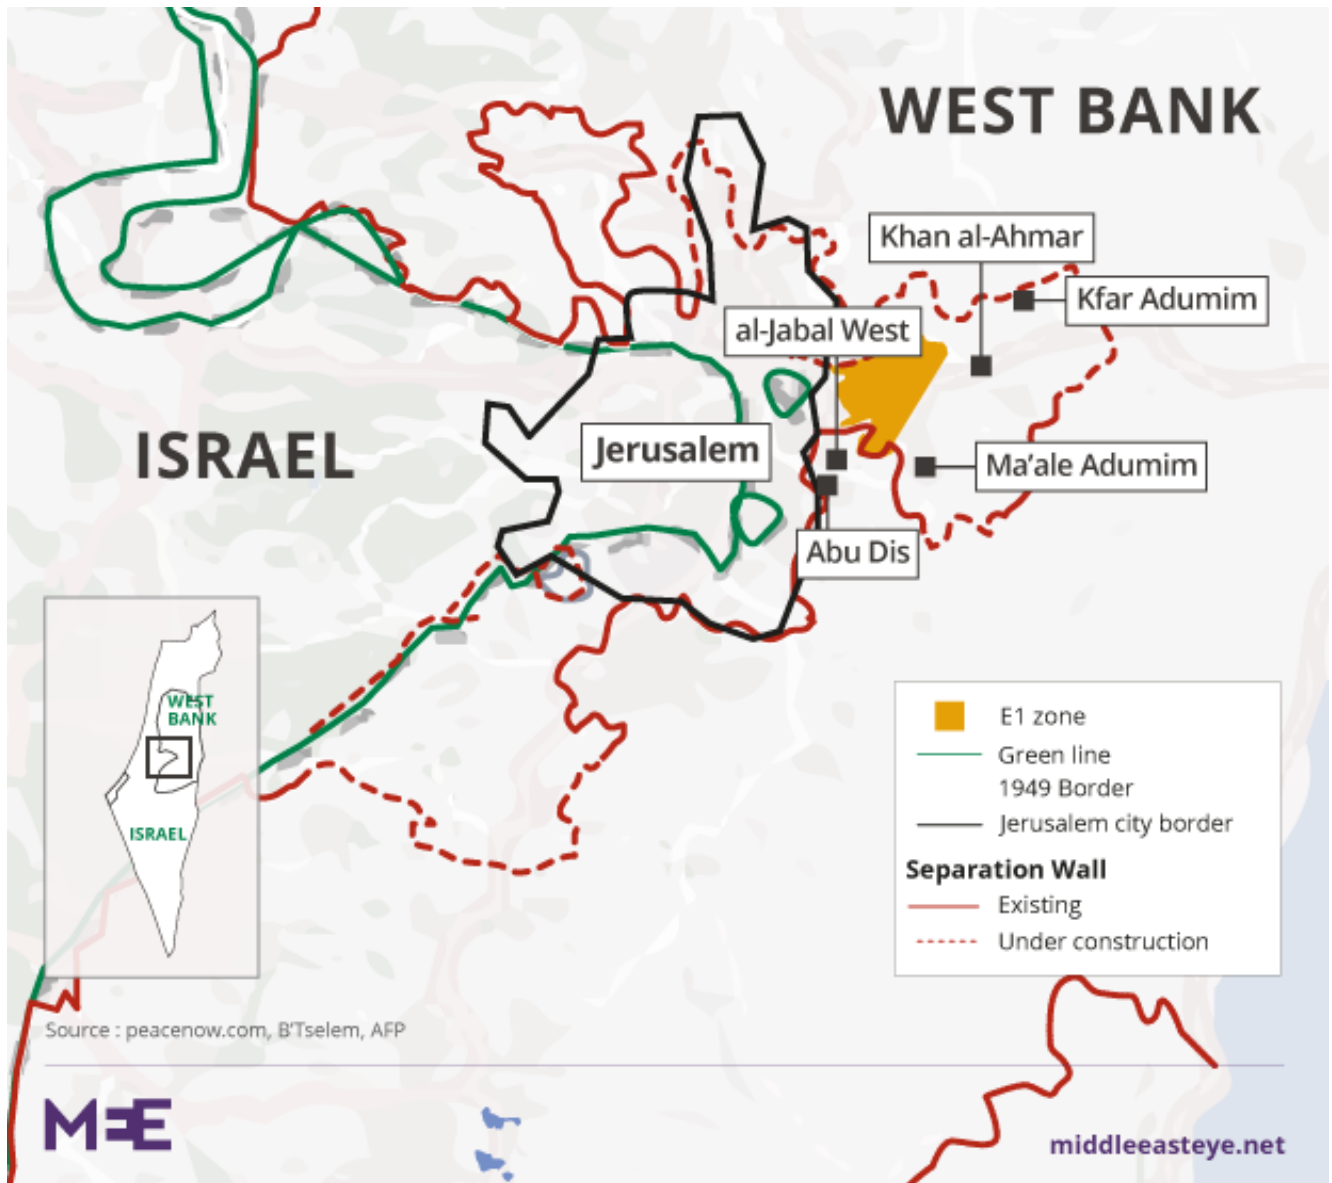 WEST BANK
Khan al-Ahmar
Kfar Adumim
al-Jabal West
ISRAEL
Jerusalem
Ma'ale Adumim
Abu Dis
WEST
BANK
ISRAEL
E1 zone
Green line
1949 Border
Jerusalem city border
Separation Wall
Existing
Under construction
Source : peacenow.com, B'Tselem, AFP
MEE
middleeasteye.net